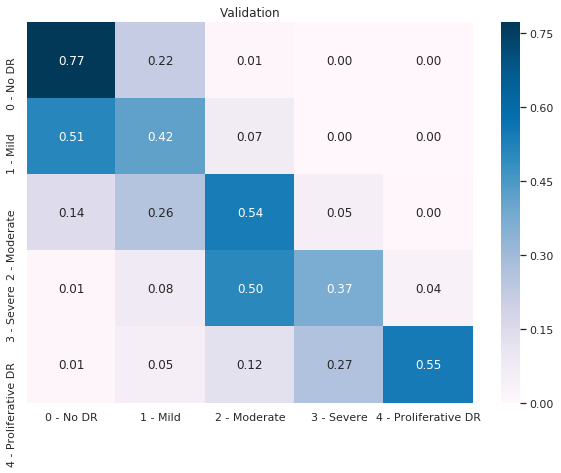 Validation
0 - No DR
0.77 0.22 0.01 0.00 0.00
1 - Mild
0.51 0.42 0.07 0.00 0.00
2 - Moderate
0.14 0.26 0.54 0.05 0.00
3 - Severe
0.01 0.08 0.50 0.37 0.04
4 - Proliferative DR
0.01 0.05 0.12 0.27 0.55
0 - No DR 1 - Mild 2 - Moderate 3 - Severe 4 - Proliferative DR
0.75
0.60
0.45
0.30
0.15
0.00